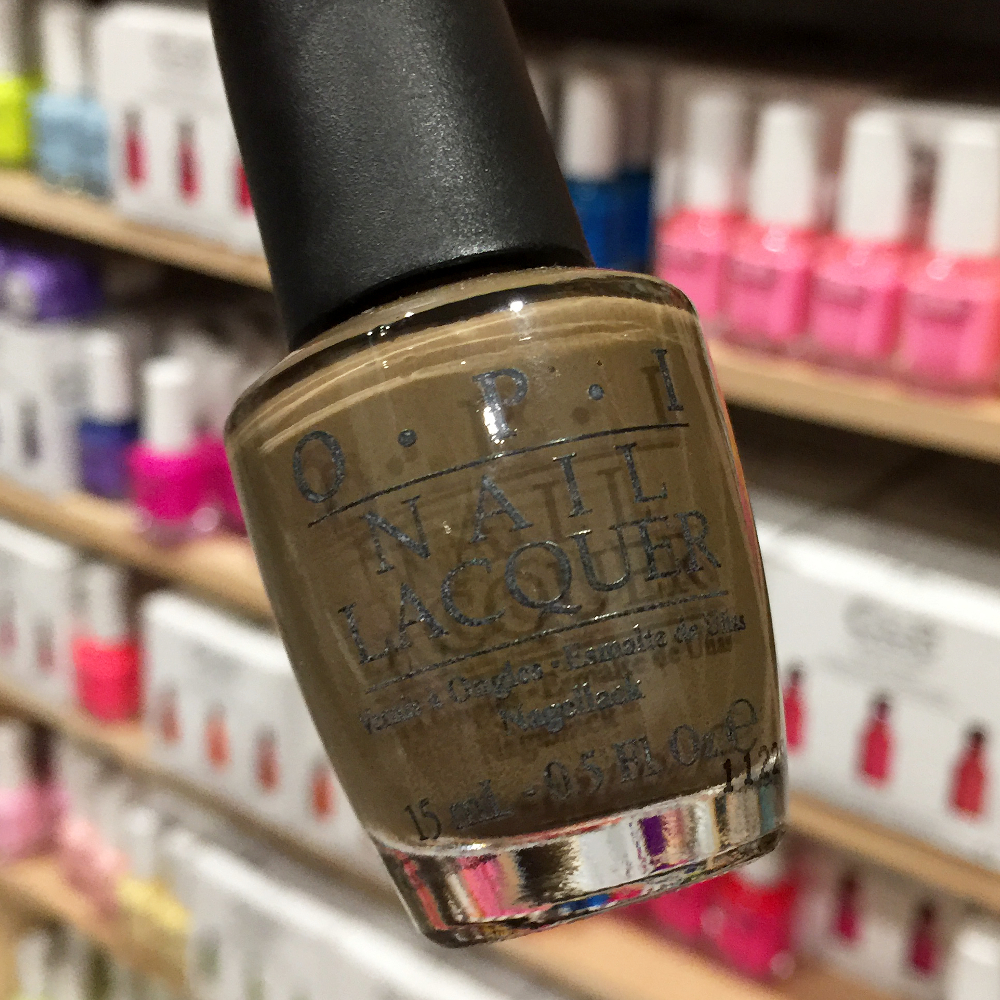 O · P · I
NAIL
LACQUER
Vernis à Ongles · Esmalte de Uñas
Nagellack
15 mL - 0.5 Fl. Oz. e